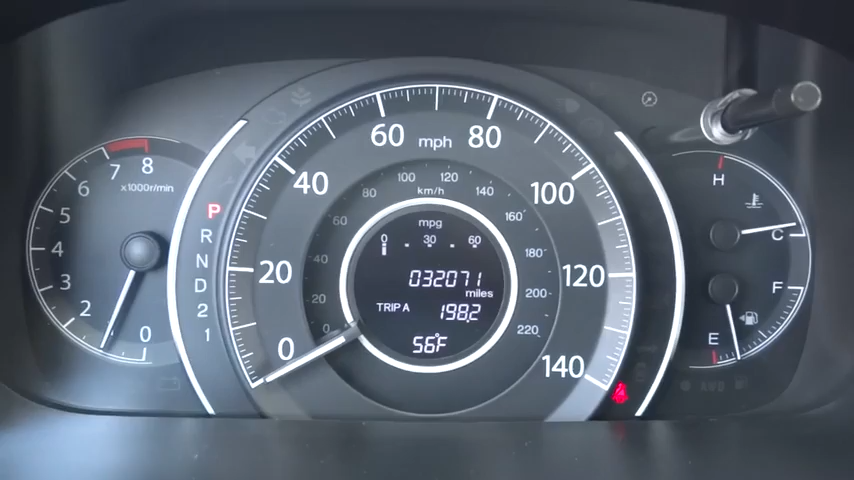 60 mph 80
40
100
20
120
0
140
80 100 120 140
km/h
60
160
40
180
20
200
0
220
mpg
0 30 60
032071
miles
TRIP A 198.2
56°F
8
7
6
x1000r/min
5
4
3
2
0
P
R
N
D
2
1
H
C
F
E
AWD